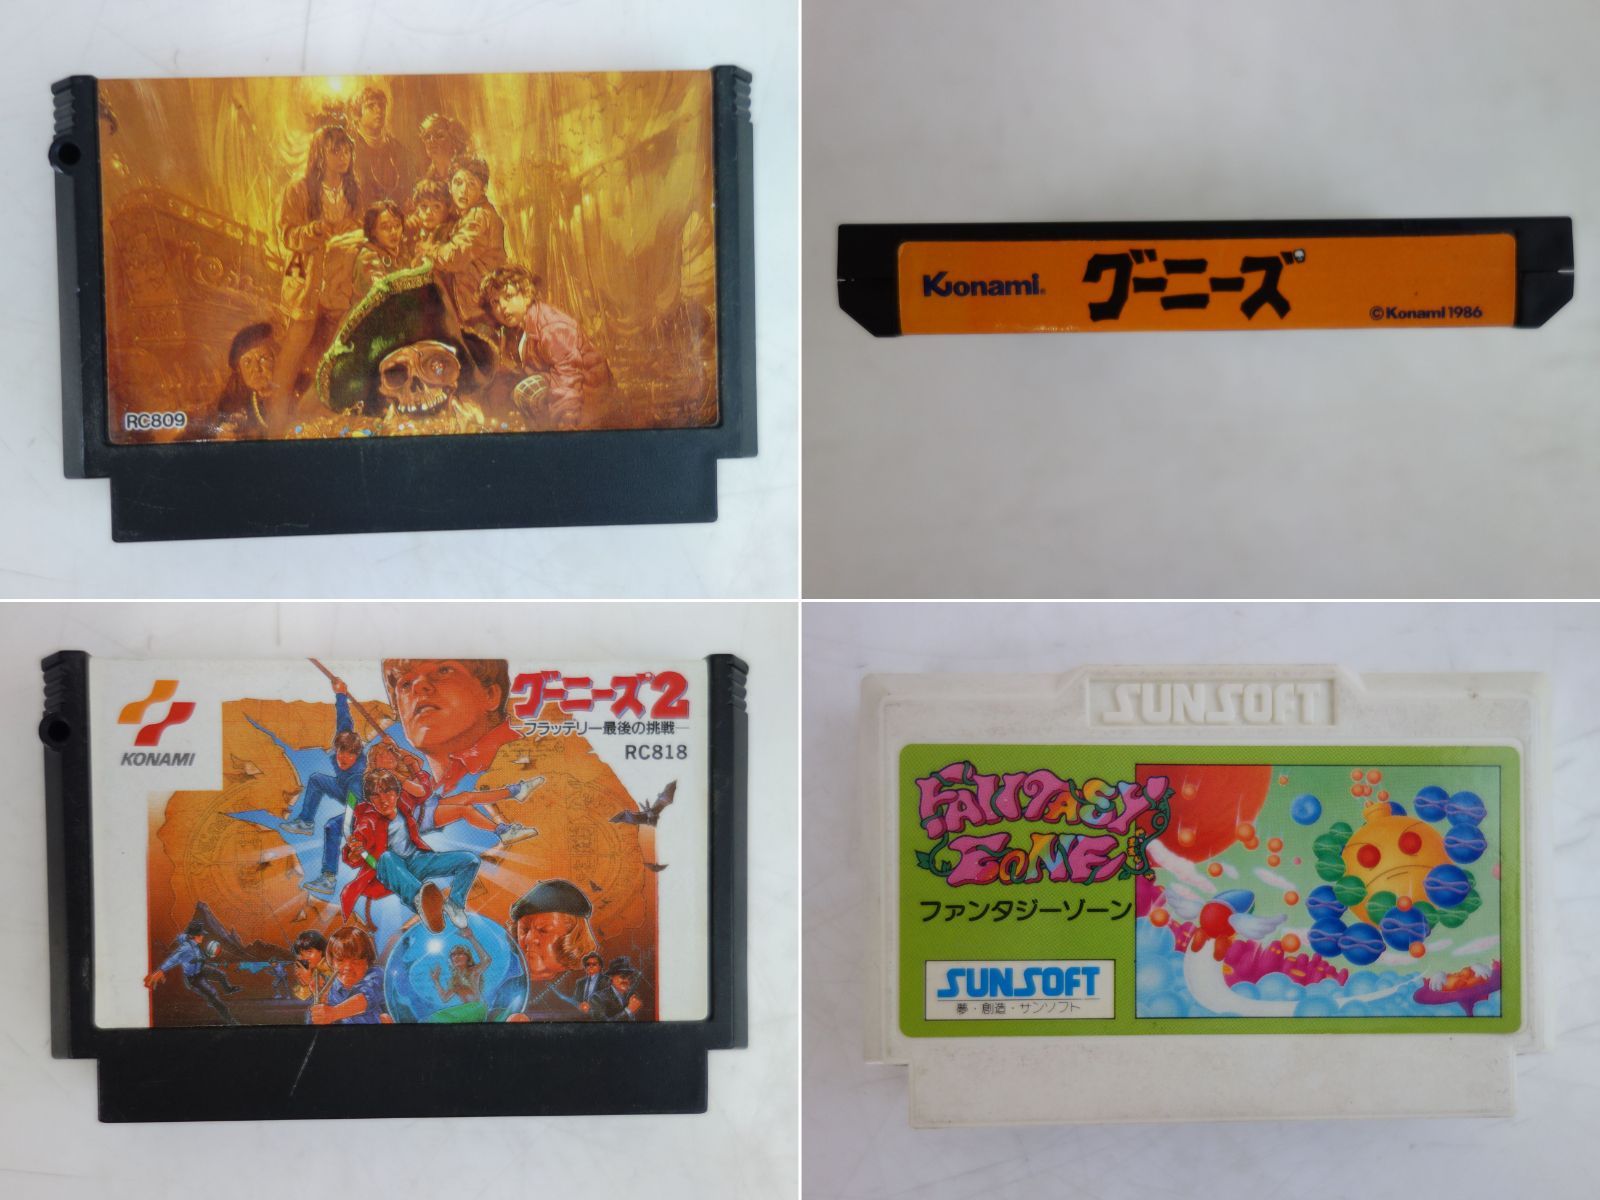 RC809
Konami
グーニーズ
©Konami 1986
KONAMI
グーニーズ2
フラッテリー最後の挑戦
RC818
SUNSOFT
FANTASY
ZONE
ファンタジーゾーン
SUNSOFT
夢・創造・サンソフト